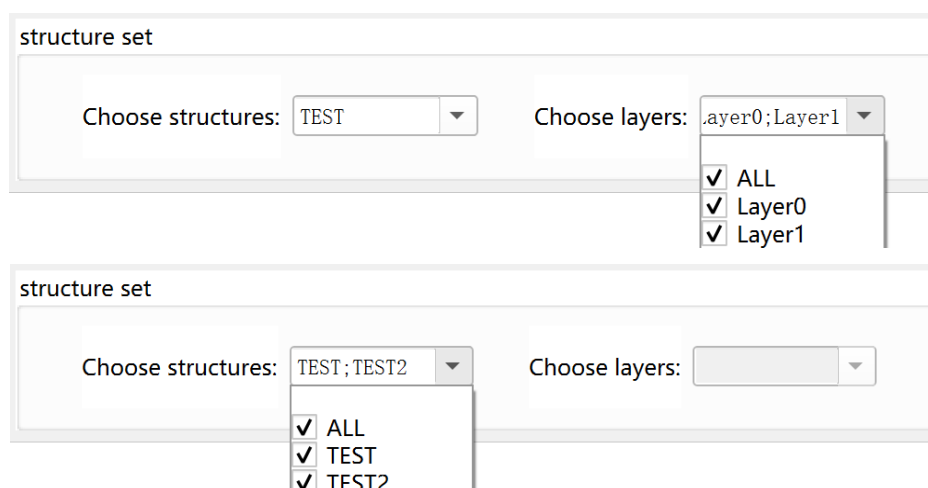 structure set
Choose structures: TEST Choose layers: ayer0;Layer1
ALL
Layer0
Layer1
structure set
Choose structures: TEST;TEST2 Choose layers:
ALL
TEST
TEST2